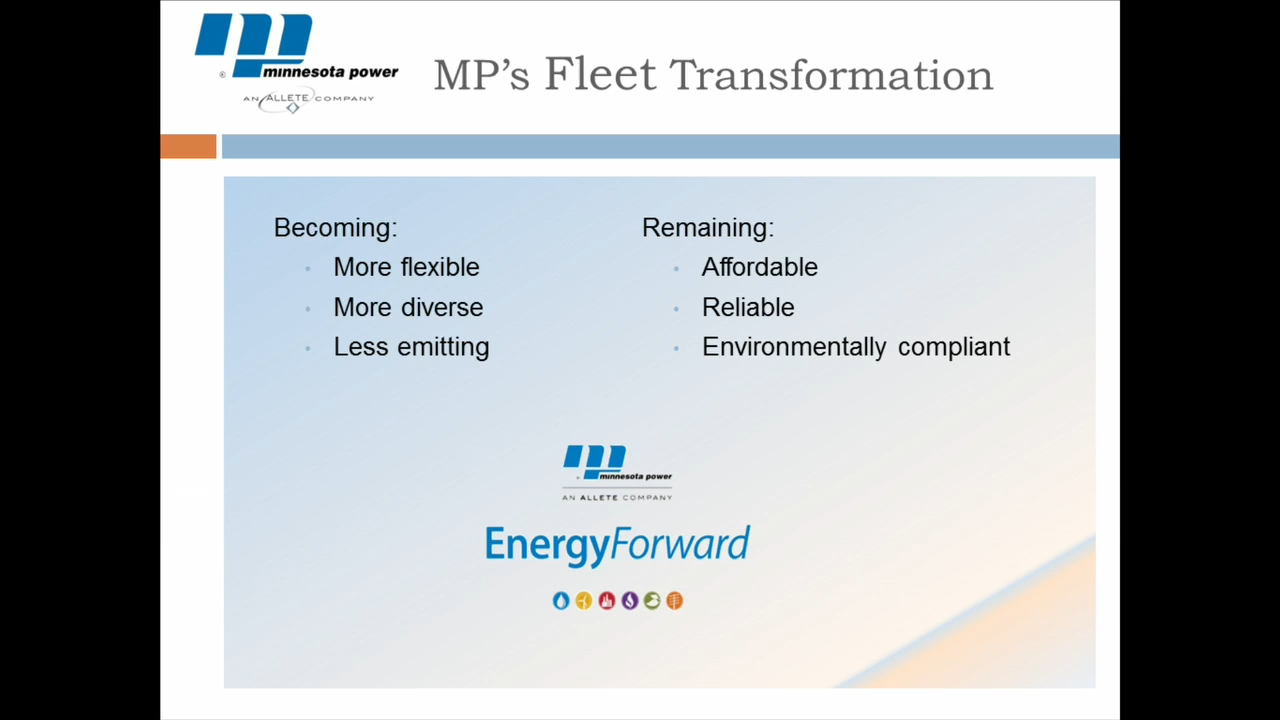 minnesota power
®
AN ALLETE COMPANY
MP's Fleet Transformation
Becoming:
• More flexible
• More diverse
• Less emitting
Remaining:
• Affordable
• Reliable
• Environmentally compliant
minnesota power
AN ALLETE COMPANY
EnergyForward